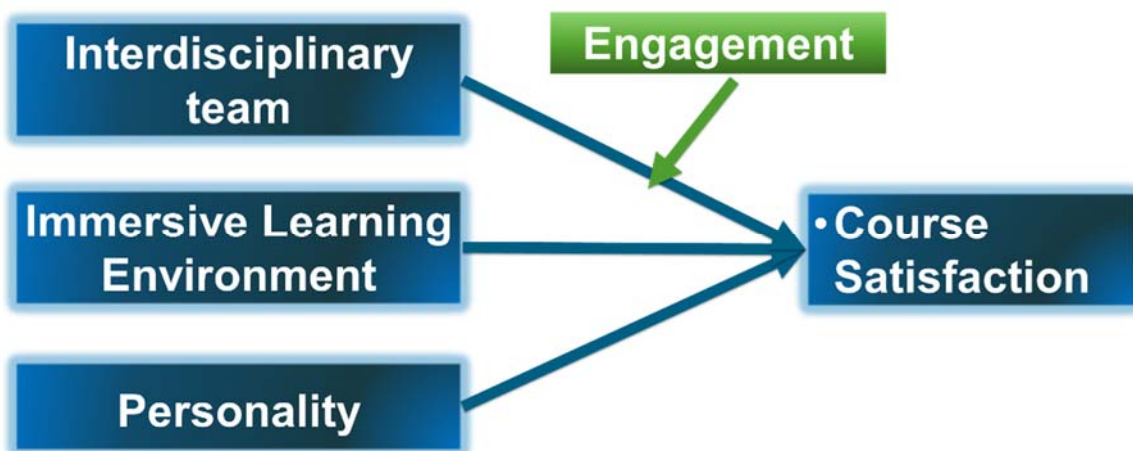 Interdisciplinary
team
Engagement
Immersive Learning
Environment
• Course
Satisfaction
Personality